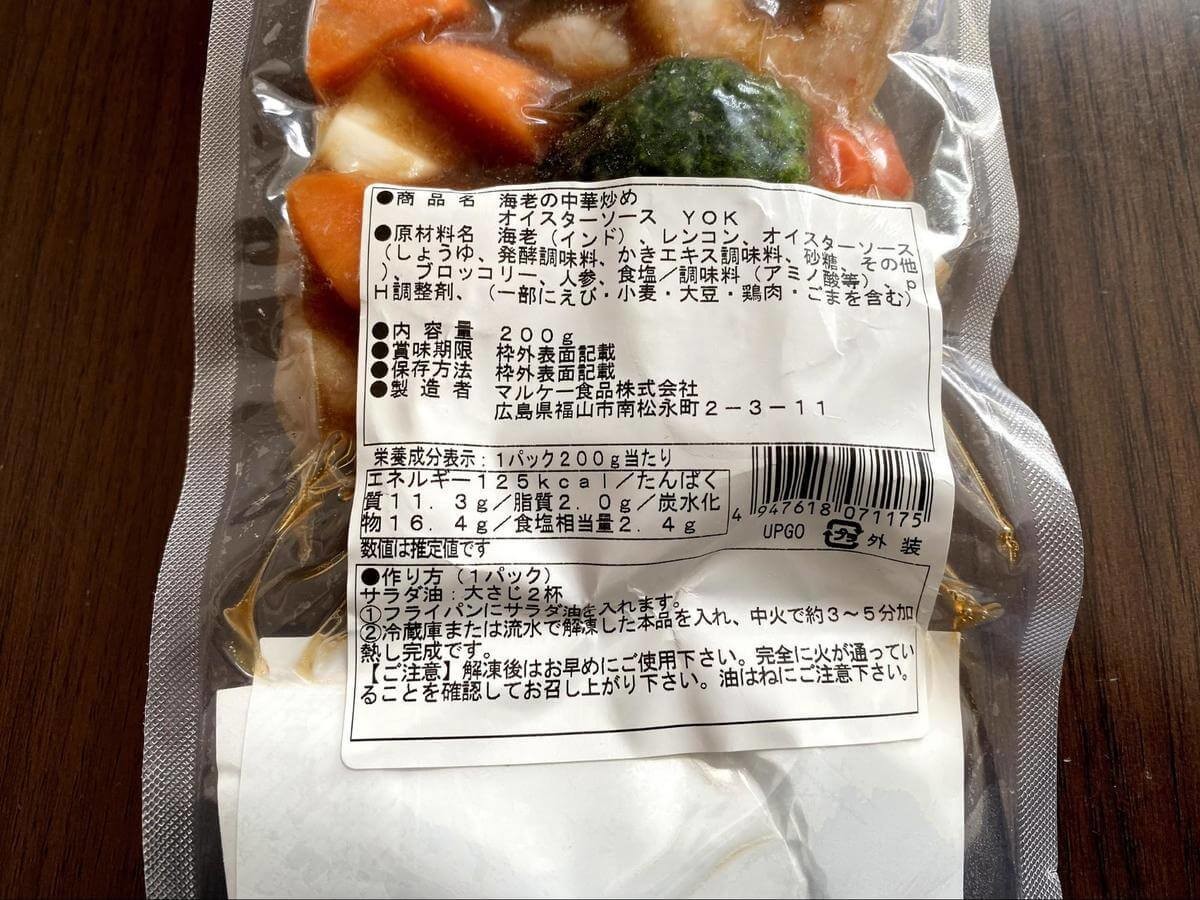 ●商品名 海老の中華炒め
オイスターソース YOK
●原材料名 海老（インド）、レンコン、オイスターソース
（しょうゆ、発酵調味料、かきエキス調味料、砂糖、その他
）、ブロッコリー、人参、食塩／調味料（アミノ酸等）、p
H調整剤、（一部にえび・小麦・大豆・鶏肉・ごまを含む）
●内容量 200g
●賞味期限 枠外表面記載
●保存方法 枠外表面記載
●製造者 マルケー食品株式会社
広島県福山市南松永町2－3－11
栄養成分表示：1パック200g当たり
エネルギー125kcal／たんぱく
質11.3g／脂質2.0g／炭水化
物16.4g／食塩相当量2.4g
数値は推定値です
4 947618 071175
UPGO プラ 外装
●作り方（1パック）
サラダ油：大さじ2杯
①フライパンにサラダ油を入れます。
②冷蔵庫または流水で解凍した本品を入れ、中火で約3～5分加
熱し完成です。
【ご注意】解凍後はお早めにご使用下さい。完全に火が通ってい
ることを確認してお召し上がり下さい。油はねにご注意下さい。